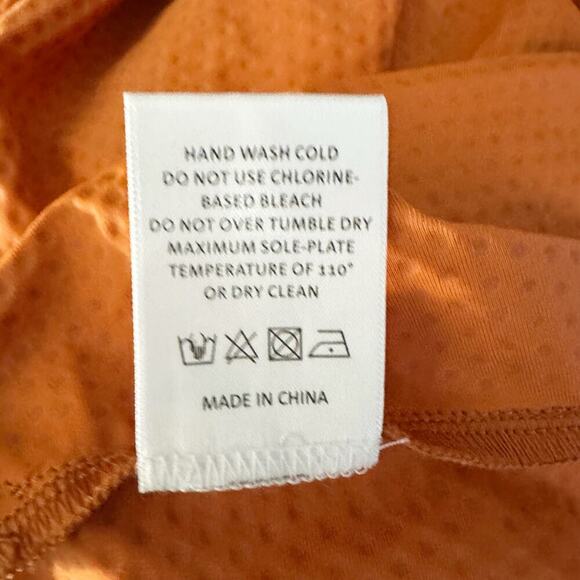 HAND WASH COLD
DO NOT USE CHLORINE-
BASED BLEACH
DO NOT OVER TUMBLE DRY
MAXIMUM SOLE-PLATE
TEMPERATURE OF 110°
OR DRY CLEAN
MADE IN CHINA